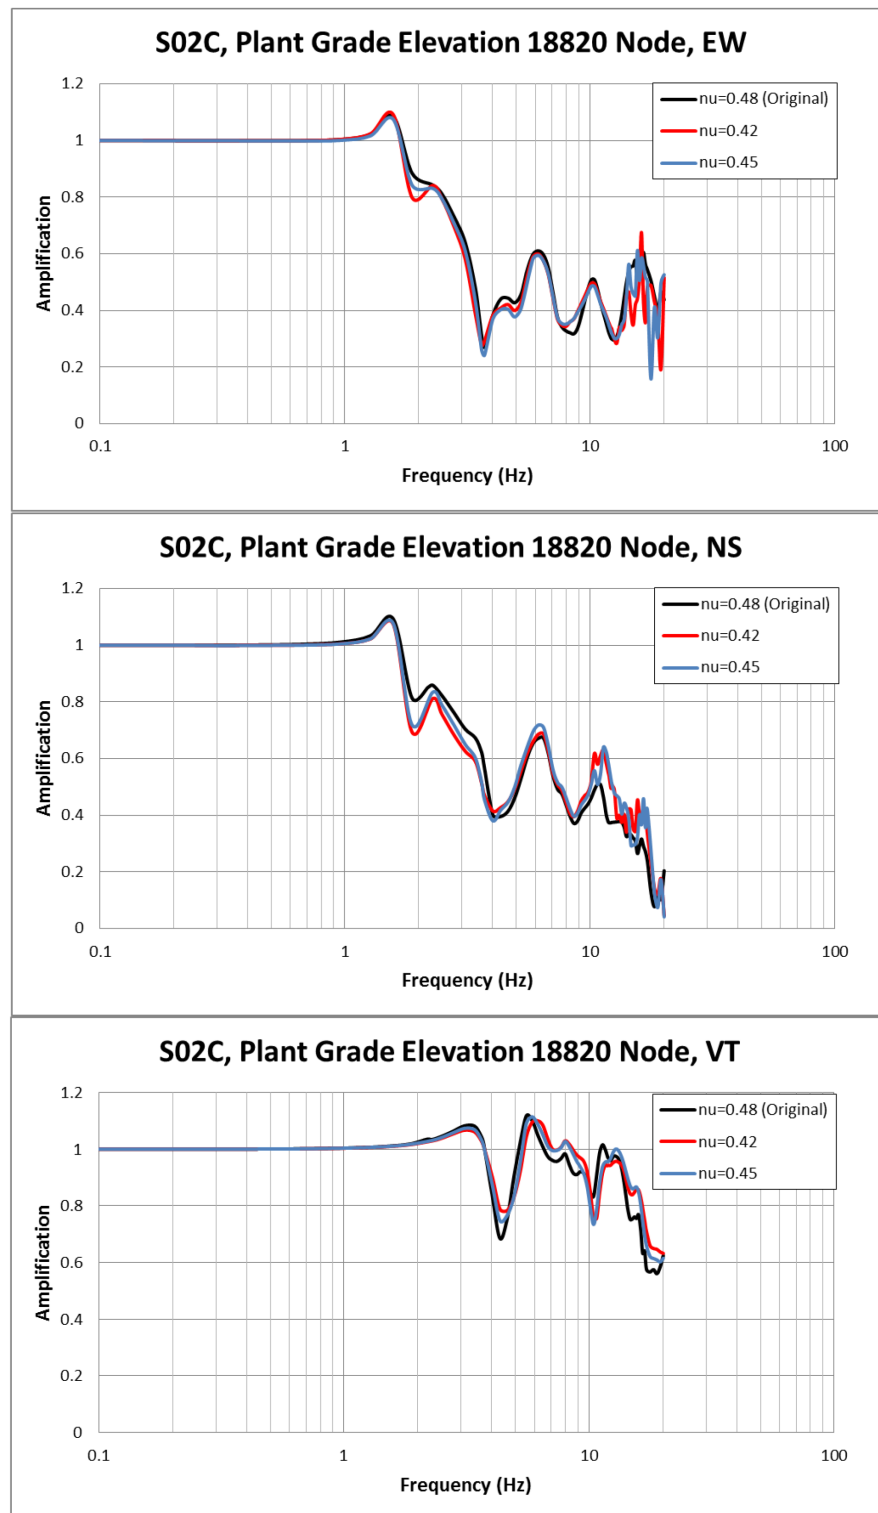 S02C, Plant Grade Elevation 18820 Node, EW
1.2
1
0.8
0.6
0.4
0.2
0
0.1
1
10
100
Amplification
Frequency (Hz)
nu=0.48 (Original)
nu=0.42
nu=0.45
S02C, Plant Grade Elevation 18820 Node, NS
1.2
1
0.8
0.6
0.4
0.2
0
0.1
1
10
100
Amplification
Frequency (Hz)
nu=0.48 (Original)
nu=0.42
nu=0.45
S02C, Plant Grade Elevation 18820 Node, VT
1.2
1
0.8
0.6
0.4
0.2
0
0.1
1
10
100
Amplification
Frequency (Hz)
nu=0.48 (Original)
nu=0.42
nu=0.45